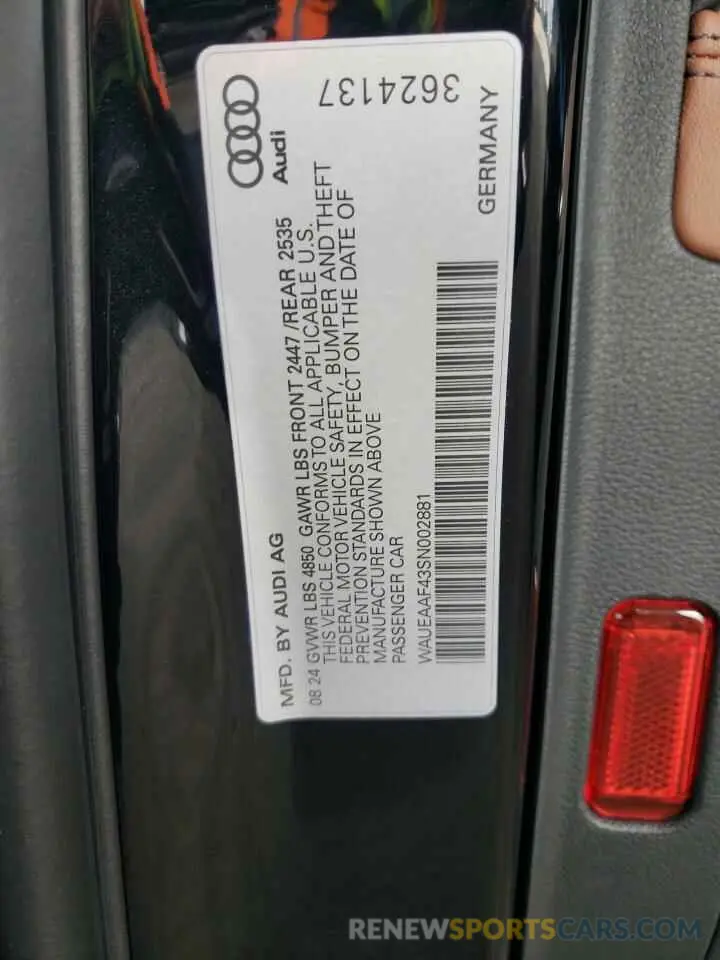 3624137
Audi
MFD. BY AUDI AG
08 24 GVWR LBS 4850 GAWR LBS FRONT 2447 /REAR 2535
THIS VEHICLE CONFORMS TO ALL APPLICABLE U.S.
FEDERAL MOTOR VEHICLE SAFETY, BUMPER AND THEFT
PREVENTION STANDARDS IN EFFECT ON THE DATE OF
MANUFACTURE SHOWN ABOVE
PASSENGER CAR
WAUEAAF43SN002881
GERMANY
RENEWSPORTSCARS.COM